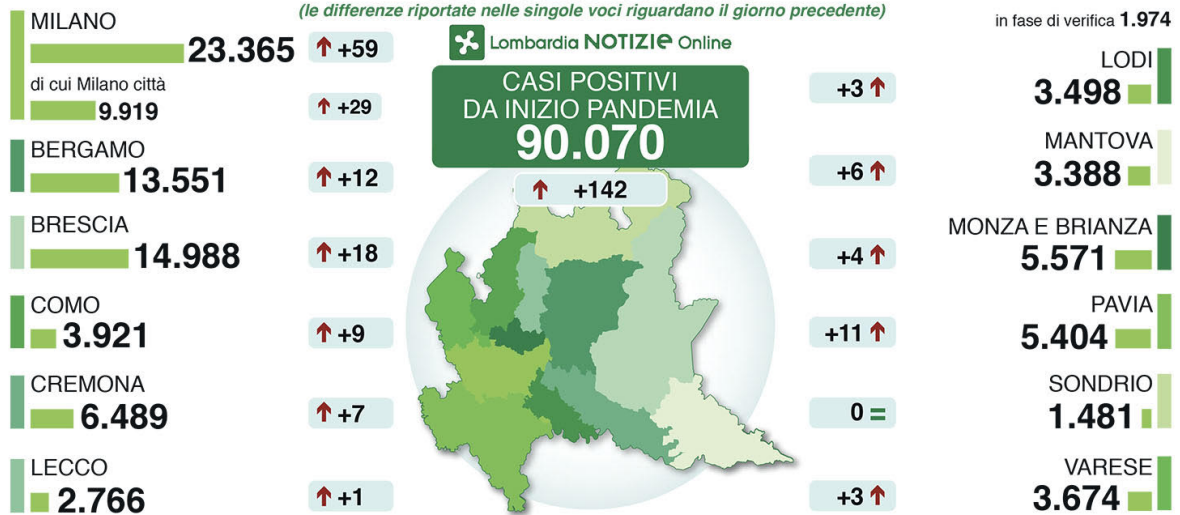 (le differenze riportate nelle singole voci riguardano il giorno precedente)
Lombardia NOTIZIE Online
CASI POSITIVI
DA INIZIO PANDEMIA
90.070
+142
MILANO
23.365
+59
di cui Milano città
9.919
+29
BERGAMO
13.551
+12
BRESCIA
14.988
+18
COMO
3.921
+9
CREMONA
6.489
+7
LECCO
2.766
+1
in fase di verifica 1.974
LODI
+3
3.498
MANTOVA
+6
3.388
MONZA E BRIANZA
+4
5.571
PAVIA
+11
5.404
SONDRIO
0 =
1.481
VARESE
+3
3.674